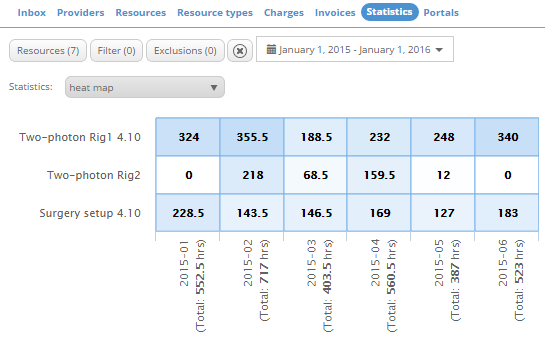 Inbox Providers Resources Resource types Charges Invoices Statistics Portals
Resources (7) Filter (0) Exclusions (0) January 1, 2015 - January 1, 2016
Statistics: heat map
Two-photon Rig1 4.10 324 355.5 188.5 232 248 340
Two-photon Rig2 0 218 68.5 159.5 12 0
Surgery setup 4.10 228.5 143.5 146.5 169 127 183
2015-01
(Total: 552.5 hrs)
2015-02
(Total: 717 hrs)
2015-03
(Total: 403.5 hrs)
2015-04
(Total: 560.5 hrs)
2015-05
(Total: 387 hrs)
2015-06
(Total: 523 hrs)